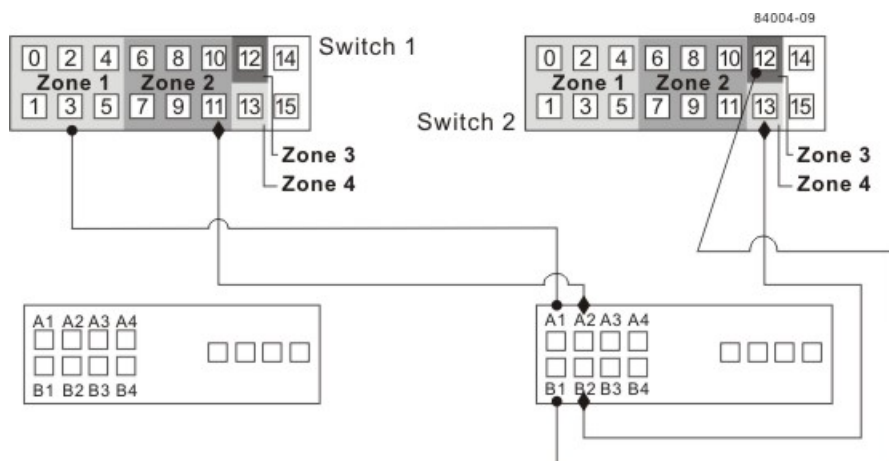 84004-09
0 2 4 6 8 10 12 14
Zone 1 Zone 2
1 3 5 7 9 11 13 15
Switch 1
Zone 3
Zone 4
0 2 4 6 8 10 12 14
Zone 1 Zone 2
1 3 5 7 9 11 13 15
Switch 2
Zone 3
Zone 4
A1 A2 A3 A4
B1 B2 B3 B4
A1 A2 A3 A4
B1 B2 B3 B4